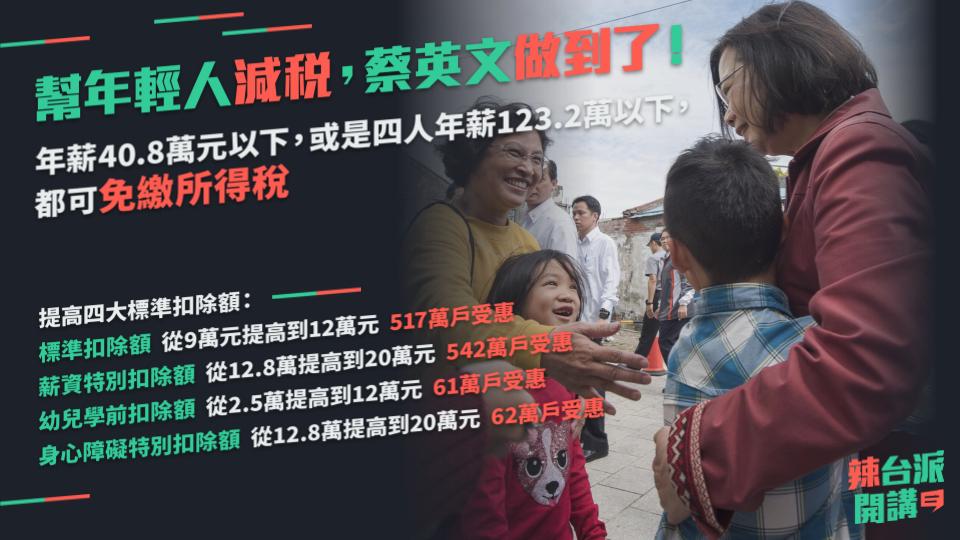 幫年輕人減稅，蔡英文做到了！
年薪40.8萬元以下，或是四人年薪123.2萬以下，
都可免繳所得稅
提高四大標準扣除額：
標準扣除額 從9萬元提高到12萬元 517萬戶受惠
薪資特別扣除額 從12.8萬提高到20萬元 542萬戶受惠
幼兒學前扣除額 從2.5萬提高到12萬元 61萬戶受惠
身心障礙特別扣除額 從12.8萬提高到20萬元 62萬戶受惠
辣台派
開講